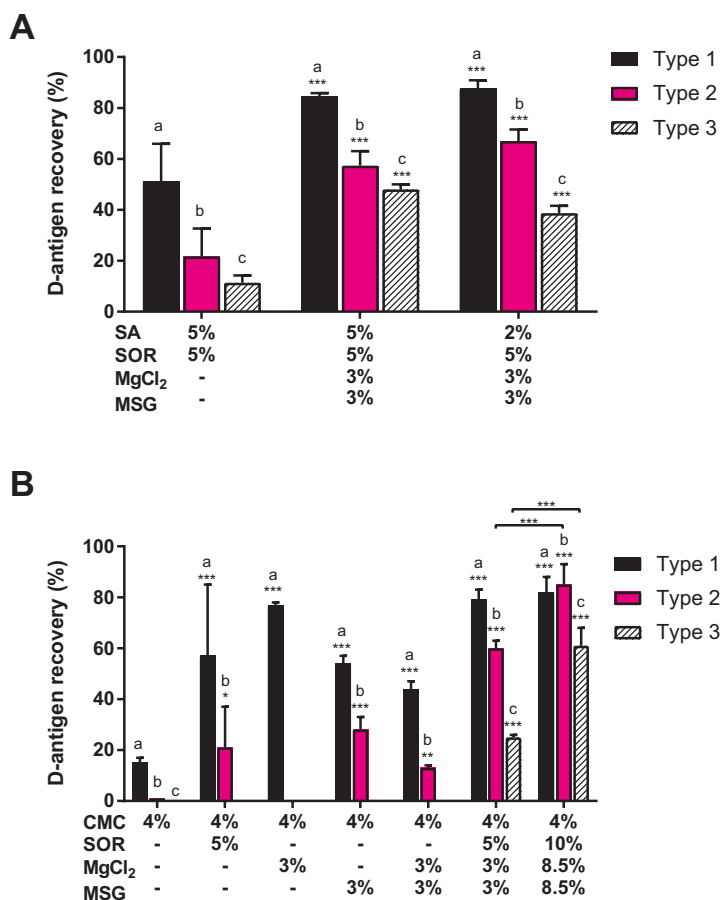 A
D-antigen recovery (%)
100
80
60
40
20
0
a
b
c
a
***
b
***
c
***
a
***
b
***
c
***
Type 1
Type 2
Type 3
SA 5% 5% 2%
SOR 5% 5% 5%
MgCl2 - 3% 3%
MSG - 3% 3%
B
D-antigen recovery (%)
100
80
60
40
20
0
a
b
c
a
***
b
*
a
***
a
***
b
***
a
***
b
**
a
***
b
***
c
***
a
***
b
***
c
***
***
***
Type 1
Type 2
Type 3
CMC 4% 4% 4% 4% 4% 4% 4%
SOR - 5% - - - 5% 10%
MgCl2 - - 3% - 3% 3% 8.5%
MSG - - - 3% 3% 3% 8.5%